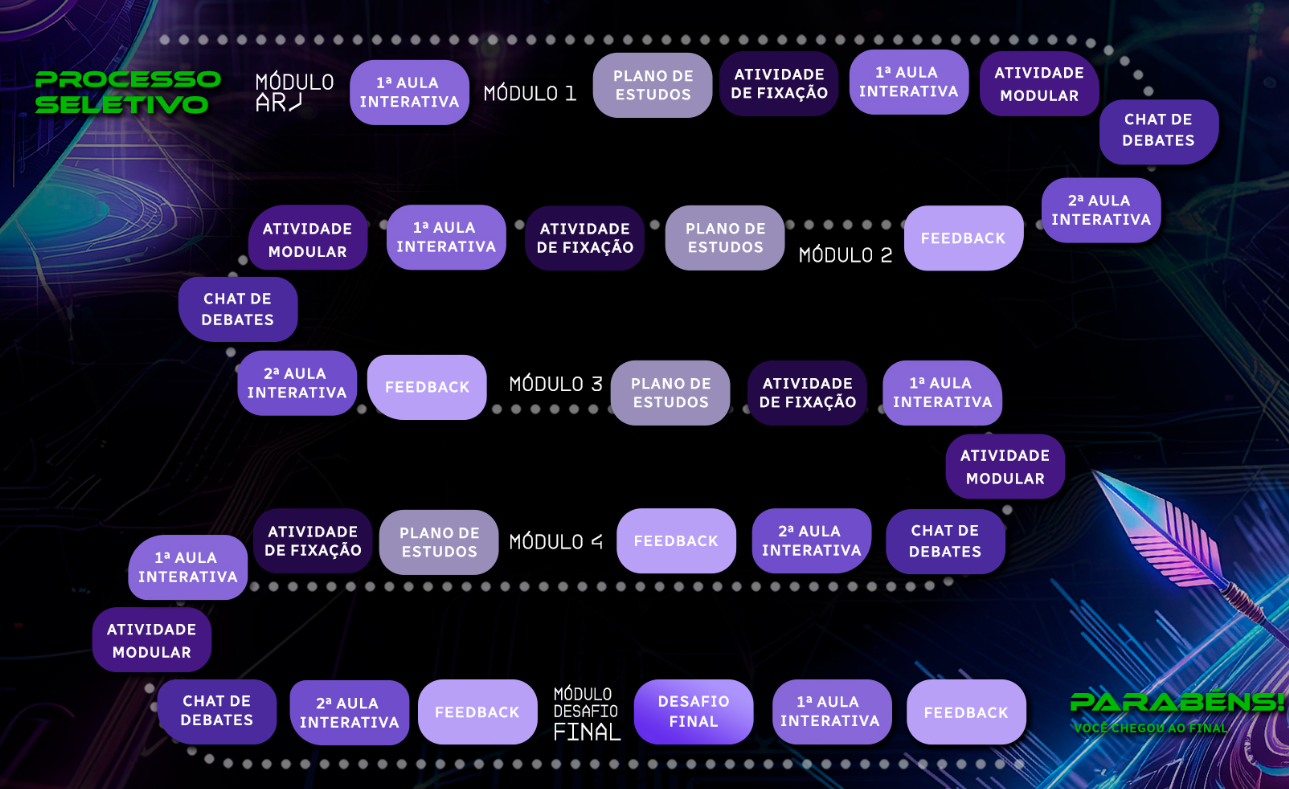 PROCESSO
SELETIVO
MÓDULO
ARJ
1ª AULA
INTERATIVA
MÓDULO 1
PLANO DE
ESTUDOS
ATIVIDADE
DE FIXAÇÃO
1ª AULA
INTERATIVA
ATIVIDADE
MODULAR
CHAT DE
DEBATES
2ª AULA
INTERATIVA
FEEDBACK
MÓDULO 2
PLANO DE
ESTUDOS
ATIVIDADE
DE FIXAÇÃO
1ª AULA
INTERATIVA
ATIVIDADE
MODULAR
CHAT DE
DEBATES
2ª AULA
INTERATIVA
FEEDBACK
MÓDULO 3
PLANO DE
ESTUDOS
ATIVIDADE
DE FIXAÇÃO
1ª AULA
INTERATIVA
ATIVIDADE
MODULAR
CHAT DE
DEBATES
2ª AULA
INTERATIVA
FEEDBACK
MÓDULO 4
PLANO DE
ESTUDOS
ATIVIDADE
DE FIXAÇÃO
1ª AULA
INTERATIVA
ATIVIDADE
MODULAR
CHAT DE
DEBATES
2ª AULA
INTERATIVA
FEEDBACK
MÓDULO
DESAFIO
FINAL
DESAFIO
FINAL
1ª AULA
INTERATIVA
FEEDBACK
PARABÉNS!
VOCÊ CHEGOU AO FINAL